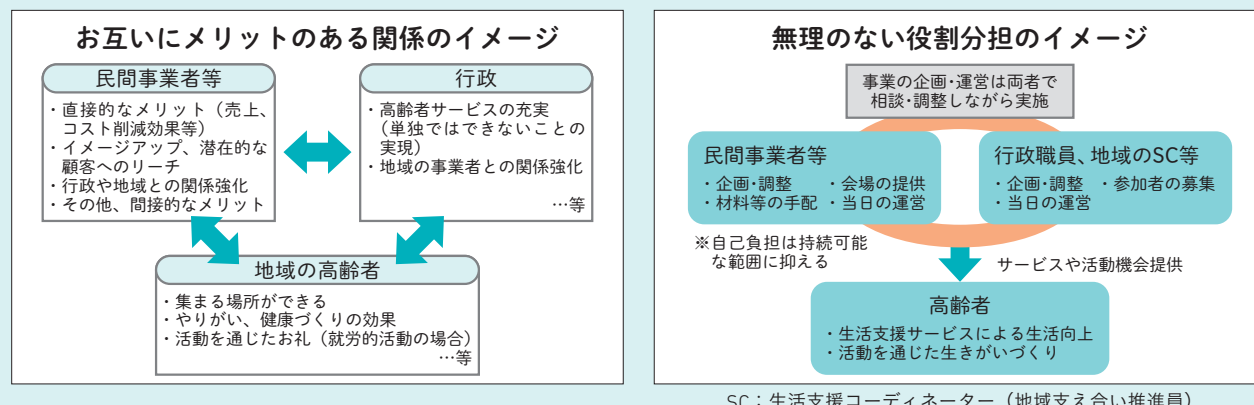 お互いにメリットのある関係のイメージ
民間事業者等
・直接的なメリット（売上、
コスト削減効果等）
・イメージアップ、潜在的な
顧客へのリーチ
・行政や地域との関係強化
・その他、間接的なメリット
行政
・高齢者サービスの充実
（単独ではできないことの
実現）
・地域の事業者との関係強化
…等
地域の高齢者
・集まる場所ができる
・やりがい、健康づくりの効果
・活動を通じたお礼（就労的活動の場合）
…等
無理のない役割分担のイメージ
事業の企画・運営は両者で
相談・調整しながら実施
民間事業者等
・企画・調整 ・会場の提供
・材料等の手配 ・当日の運営
行政職員、地域のSC等
・企画・調整 ・参加者の募集
・当日の運営
※自己負担は持続可能
な範囲に抑える
サービスや活動機会提供
高齢者
・生活支援サービスによる生活向上
・活動を通じた生きがいづくり
SC：生活支援コーディネーター（地域支え合い推進員）